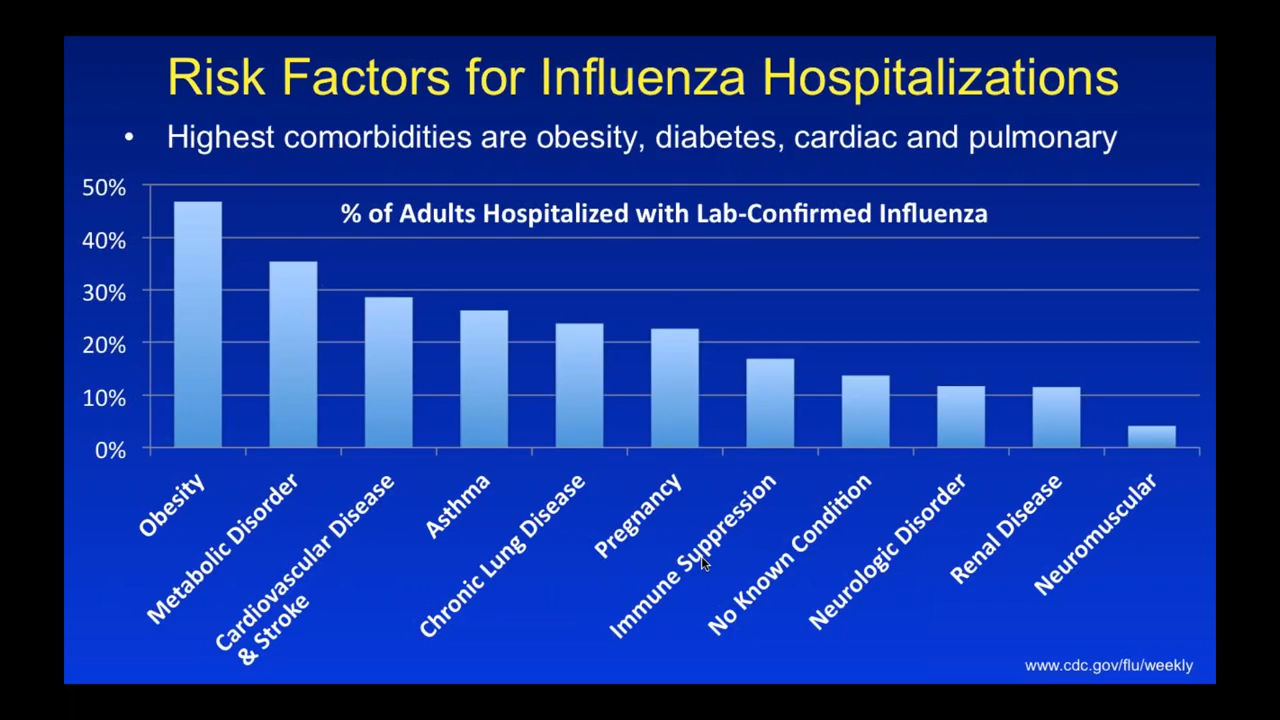 Risk Factors for Influenza Hospitalizations
• Highest comorbidities are obesity, diabetes, cardiac and pulmonary
% of Adults Hospitalized with Lab-Confirmed Influenza
50%
40%
30%
20%
10%
0%
Obesity
Metabolic Disorder
Cardiovascular Disease
& Stroke
Asthma
Chronic Lung Disease
Pregnancy
Immune Suppression
No Known Condition
Neurologic Disorder
Renal Disease
Neuromuscular
www.cdc.gov/flu/weekly